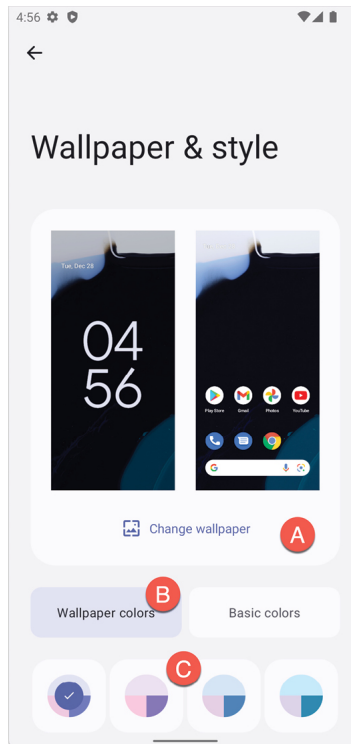 4:56
Wallpaper & style
Tue, Dec 28
04
56
Play Store Gmail Photos YouTube
G
Change wallpaper
A
B
Wallpaper colors
Basic colors
C